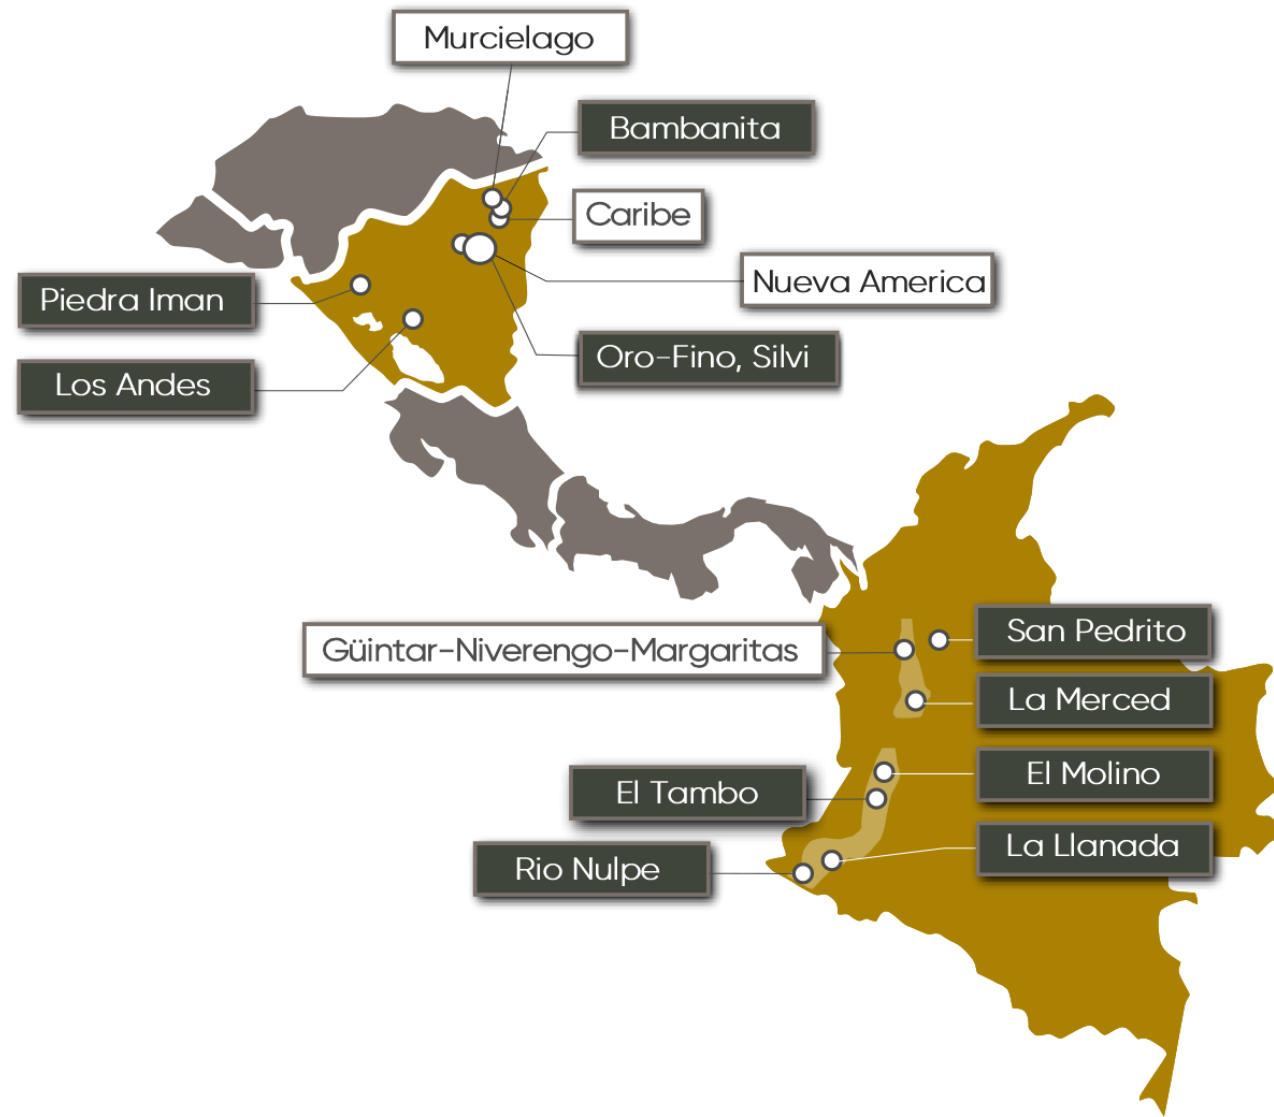 Murcielago
Bambanita
Caribe
Nueva America
Piedra Iman
Oro-Fino, Silvi
Los Andes
San Pedrito
Güintar-Niverengo-Margaritas
La Merced
El Molino
El Tambo
La Llanada
Rio Nulpe